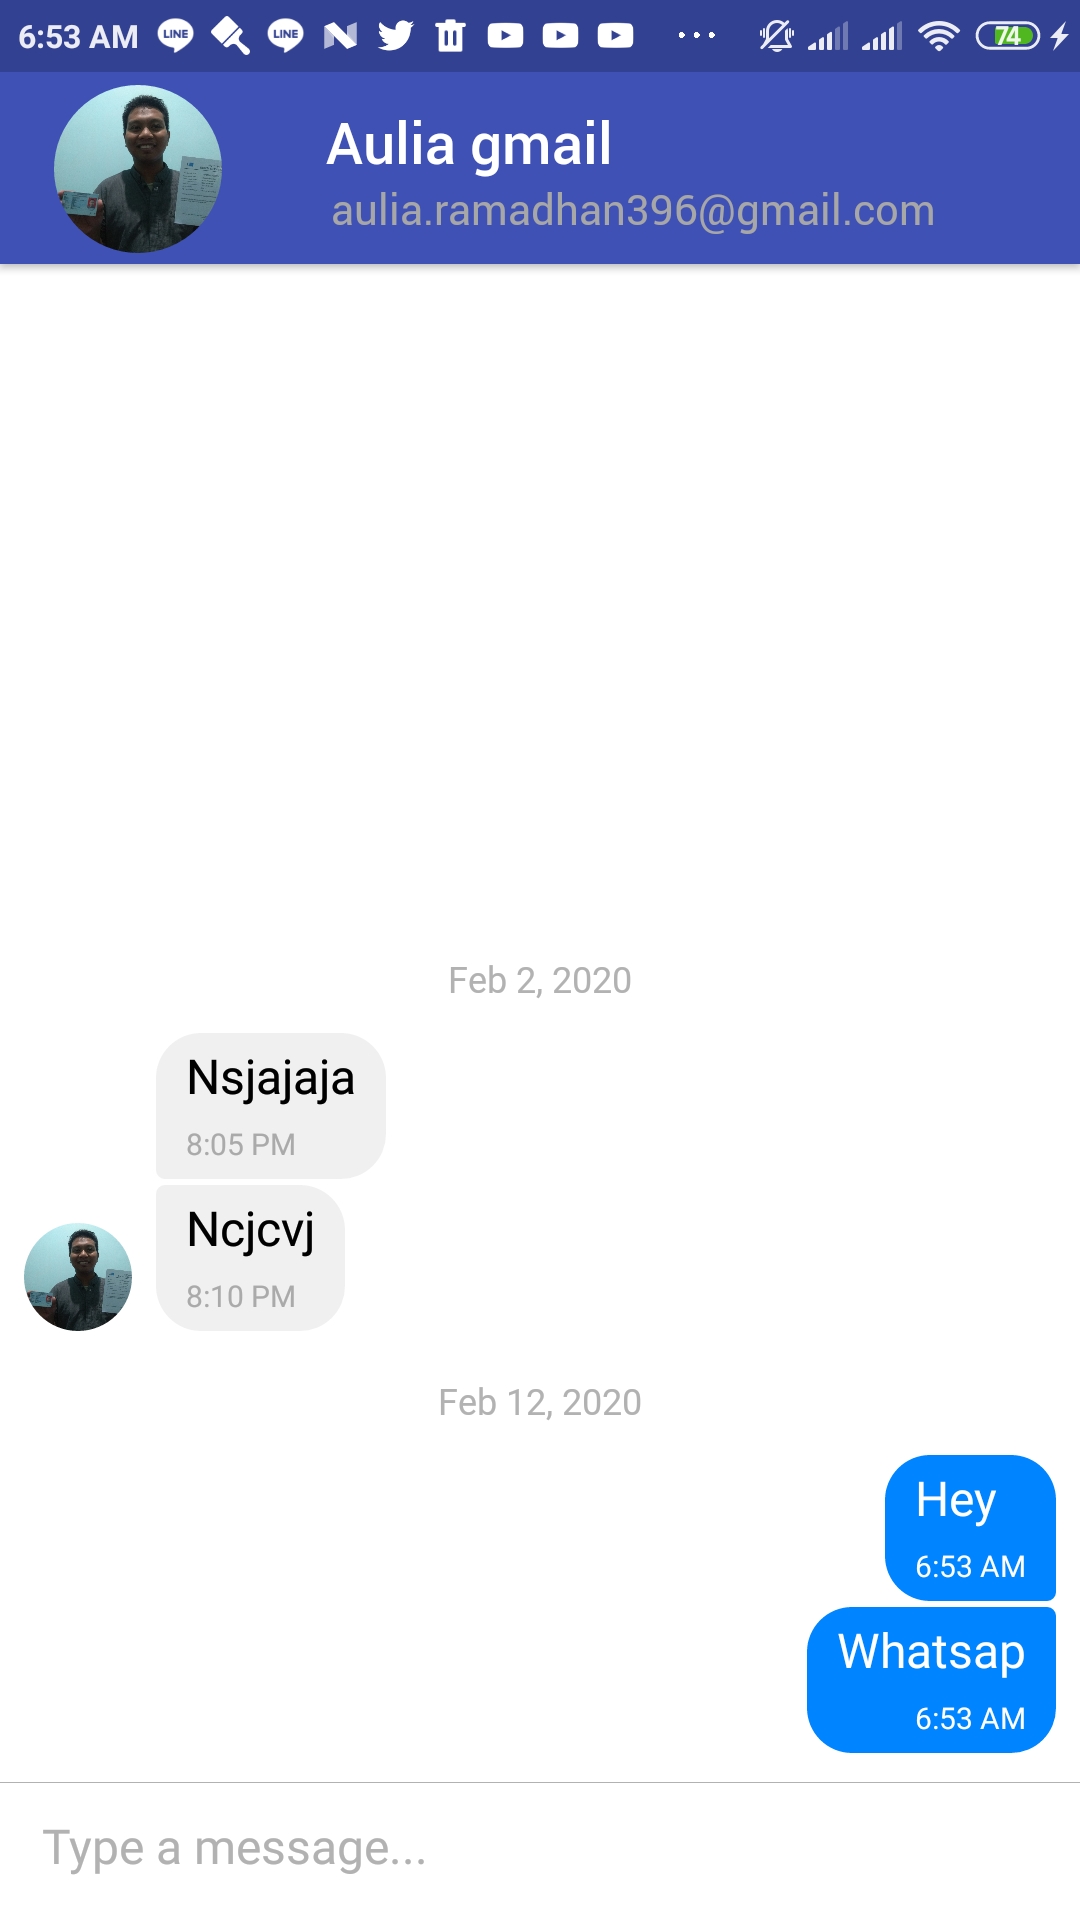 6:53 AM
LINE
LINE
74
Aulia gmail
aulia.ramadhan396@gmail.com
Feb 2, 2020
Nsjajaja
8:05 PM
Ncjcvj
8:10 PM
Feb 12, 2020
Hey
6:53 AM
Whatsap
6:53 AM
Type a message...